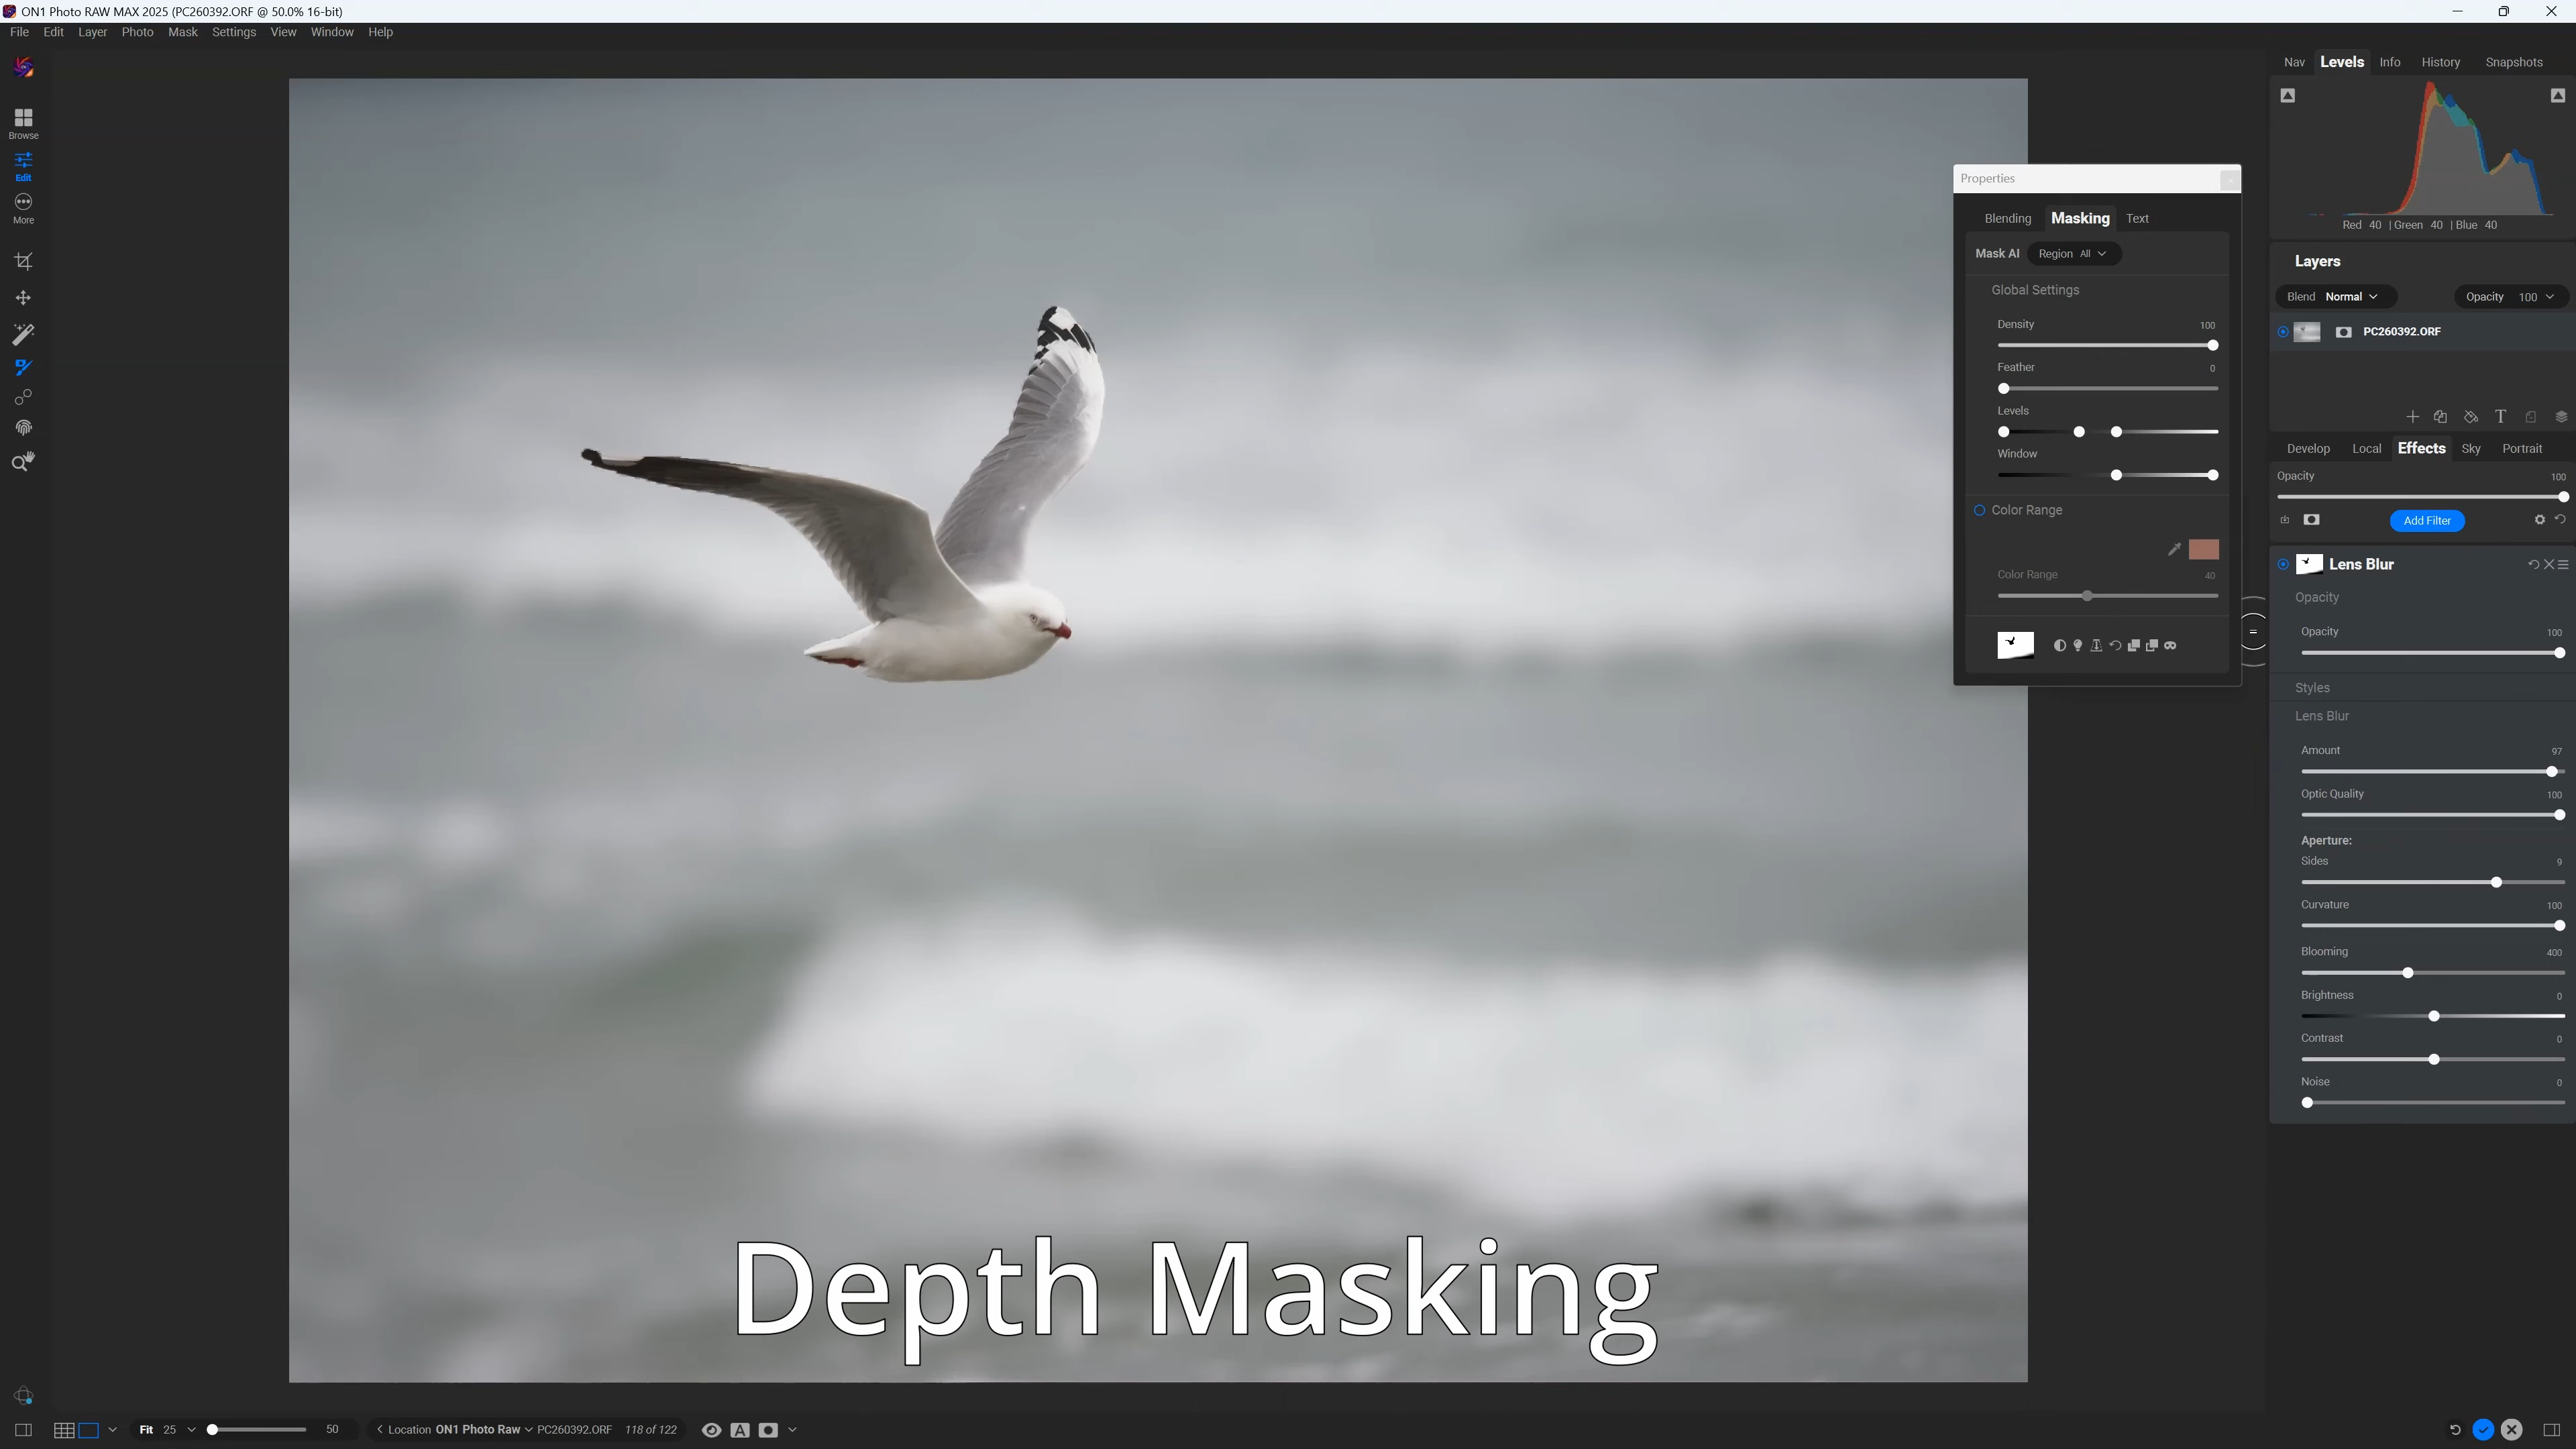 ON1 Photo RAW MAX 2025 (PC260392.ORF @ 50.0% 16-bit)
File Edit Layer Photo Mask Settings View Window Help
Browse
Edit
More
Nav Levels Info History Snapshots
Red 40 | Green 40 | Blue 40
Properties
Blending Masking Text
Mask AI Region All
Global Settings
Density 100
Feather 0
Levels
Window
Color Range
Color Range 40
Layers
Blend Normal Opacity 100
PC260392.ORF
Develop Local Effects Sky Portrait
Opacity 100
Add Filter
Lens Blur
Opacity
Opacity 100
Styles
Lens Blur
Amount 97
Optic Quality 100
Aperture:
Sides 9
Curvature 100
Blooming 400
Brightness 0
Contrast 0
Noise 0
Depth Masking
Fit 25 50 Location ON1 Photo Raw PC260392.ORF 118 of 122 A